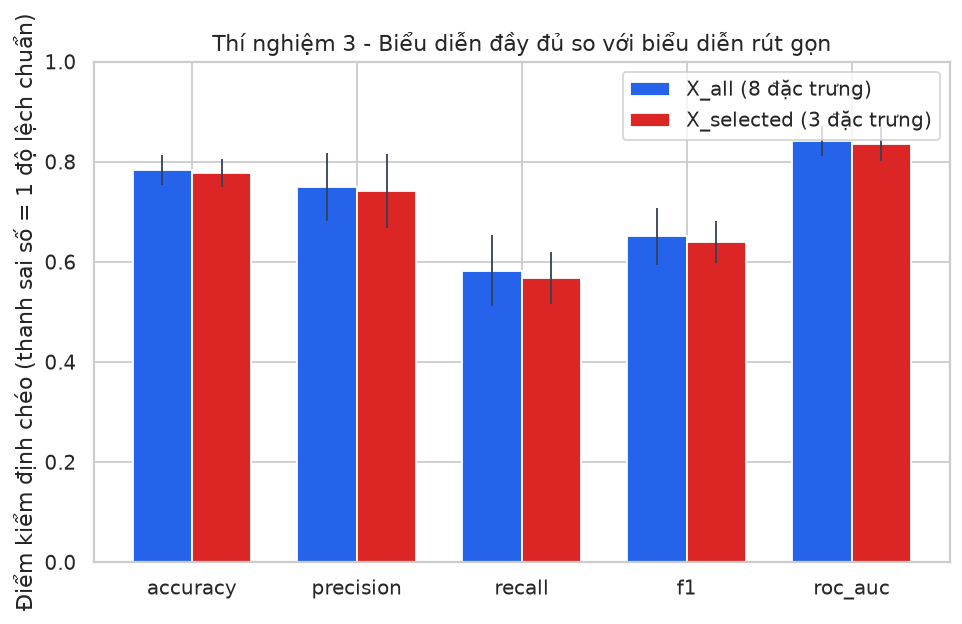 Thí nghiệm 3 - Biểu diễn đầy đủ so với biểu diễn rút gọn
Điểm kiểm định chéo (thanh sai số = 1 độ lệch chuẩn)
1.0
0.8
0.6
0.4
0.2
0.0
X_all (8 đặc trưng)
X_selected (3 đặc trưng)
accuracy
precision
recall
f1
roc_auc